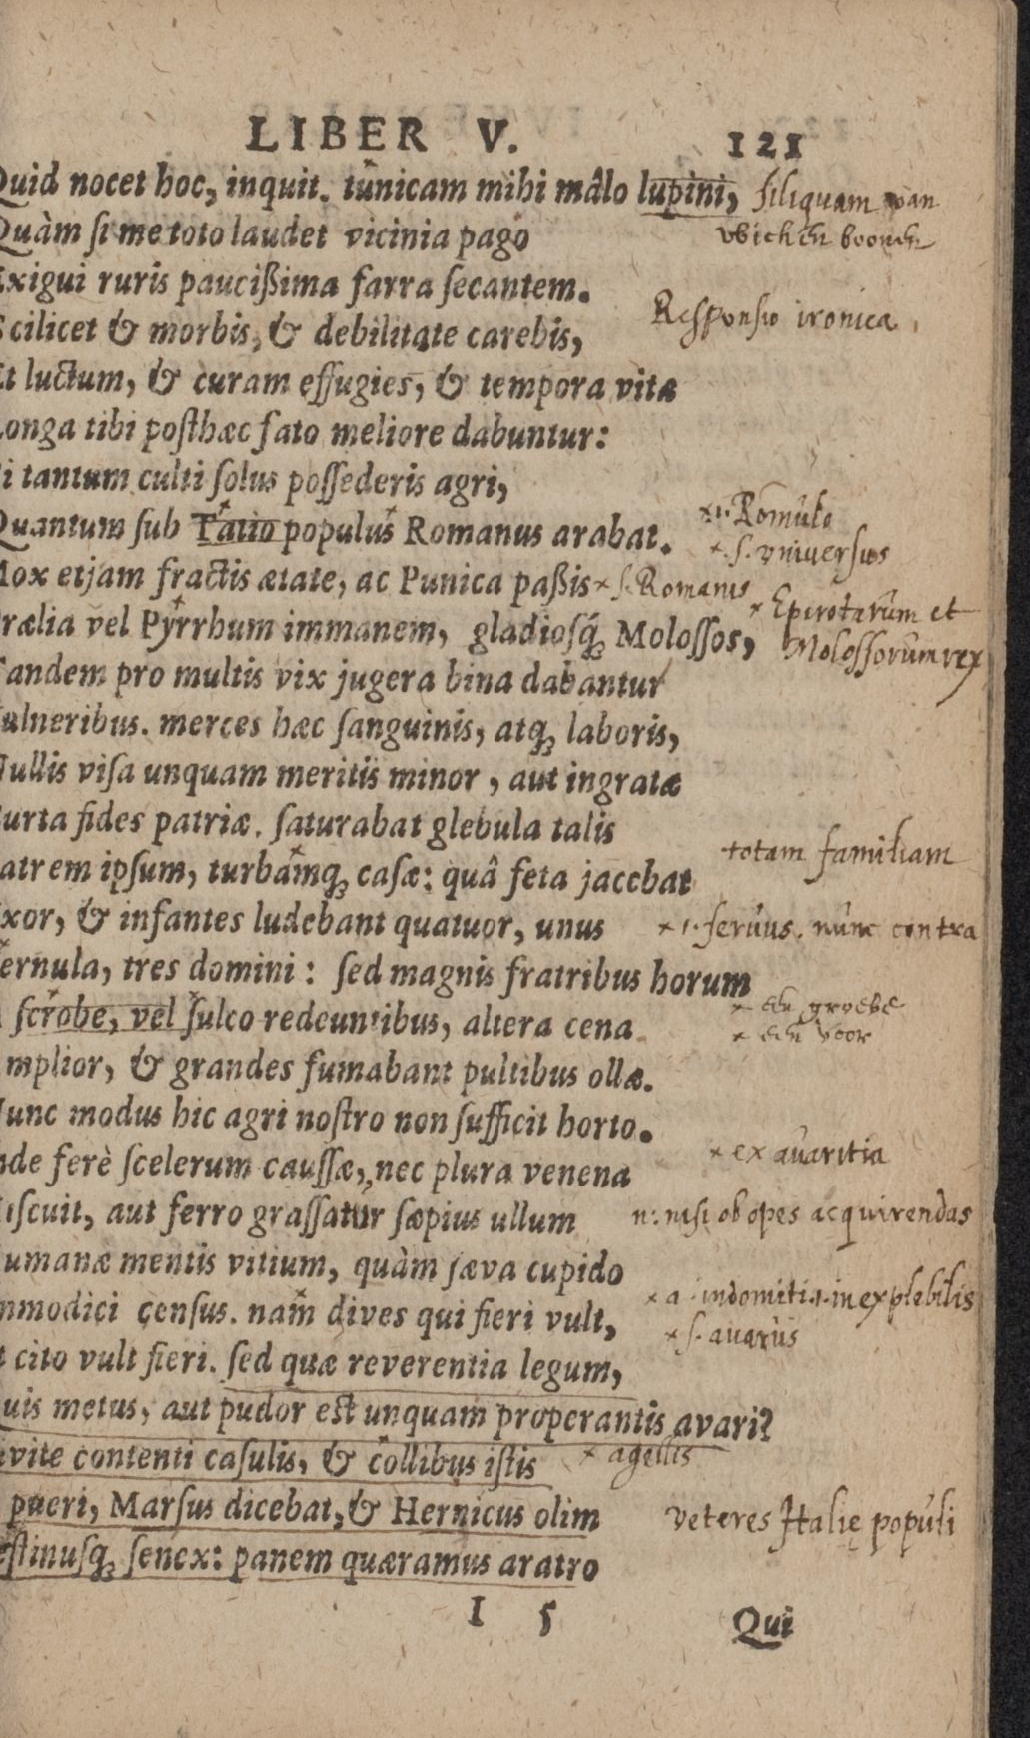 LIBER V. 121
Quid nocet hoc, inquit. tunicam mihi mâlo lupini, siliquam van
Quàm si me toto laudet vicinia pago
vbichen boonen
Exigui ruris paucißima farra secantem.
Responsio ironica
Scilicet & morbis, & debilitate carebis,
Et luctum, & curam effugies, & tempora vitæ
Longa tibi posthæc fato meliore dabuntur:
Si tantum culti solus possederis agri,
Quantum sub Tatio populus Romanus arabat.
× .i. Romulo
× .s. vniversus
Mox etjam fractis ætate, ac Punica paßis × s. Romanis
Prælia vel Pyrrhum immanem, gladiosq́; Molossos,
× Epirotarum et
Molossorum rex
Tandem pro multis vix jugera bina dabantur
Vulneribus. merces hæc sanguinis, atq; laboris,
Nullis visa unquam meritis minor, aut ingratæ
Curta fides patriæ. saturabat glebula talis
Patrem ipsum, turbamq; casæ: quâ feta jacebat
totam familiam
Uxor, & infantes ludebant quatuor, unus
× .i. servus. nunc contra
Vernula, tres domini: sed magnis fratribus horum
A scrobe, vel sulco redeuntibus, altera cena
× en groebe
× een voor
Amplior, & grandes fumabant pultibus ollæ.
Nunc modus hic agri nostro non sufficit horto.
Inde ferè scelerum caussæ, nec plura venena
× ex avaritia
Miscuit, aut ferro grassatur sæpius ullum
n: nisi ob opes acquirendas
Humanæ mentis vitium, quàm sæva cupido
Immodici census. nam dives qui fieri vult,
× a. indomiti .i. inexplebilis
× s. avarus
Et cito vult fieri. sed quæ reverentia legum,
Quis metus, aut pudor est unquam properantis avari?
Vivite contenti casulis, & collibus istis
× agellis
O pueri, Marsus dicebat, & Hernicus olim
veteres Italię populi
Vestinusq; senex: panem quæramus aratro
I 5
Qui